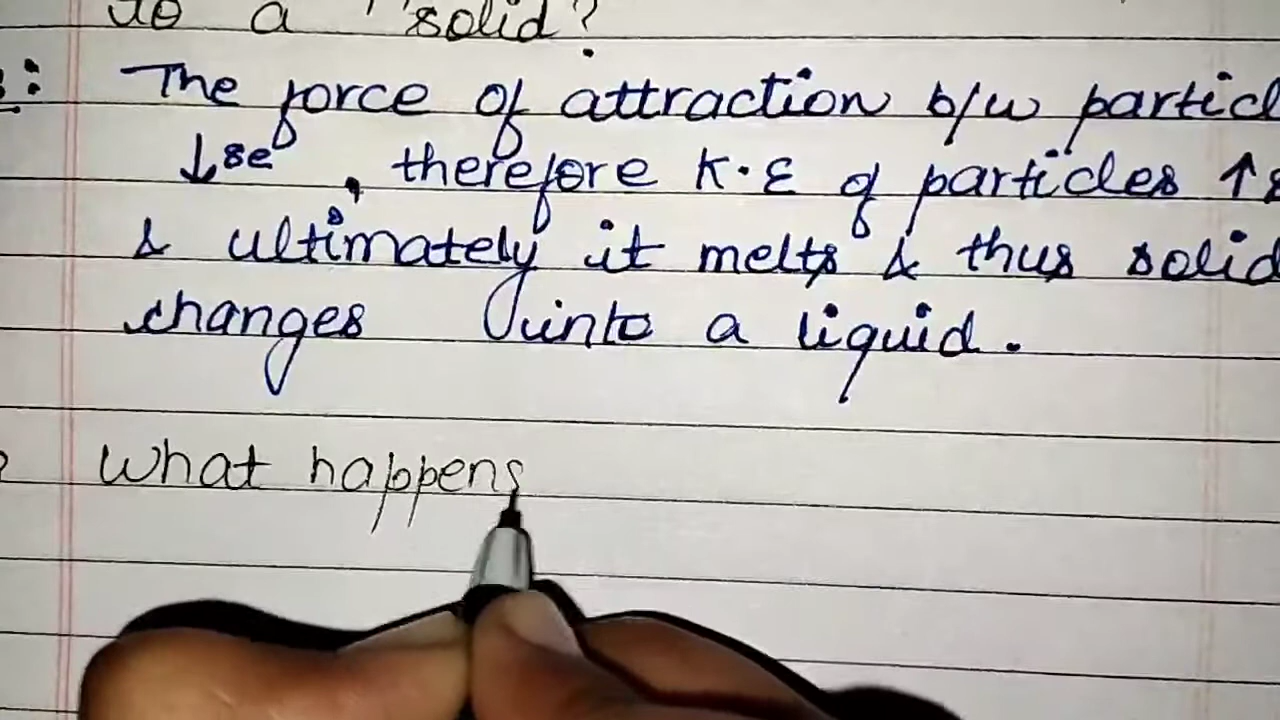 to a solid?
: The force of attraction b/w particl
↓se, therefore K.E of particles ↑s
& ultimately it melts & thus solid
changes into a liquid.
What happens